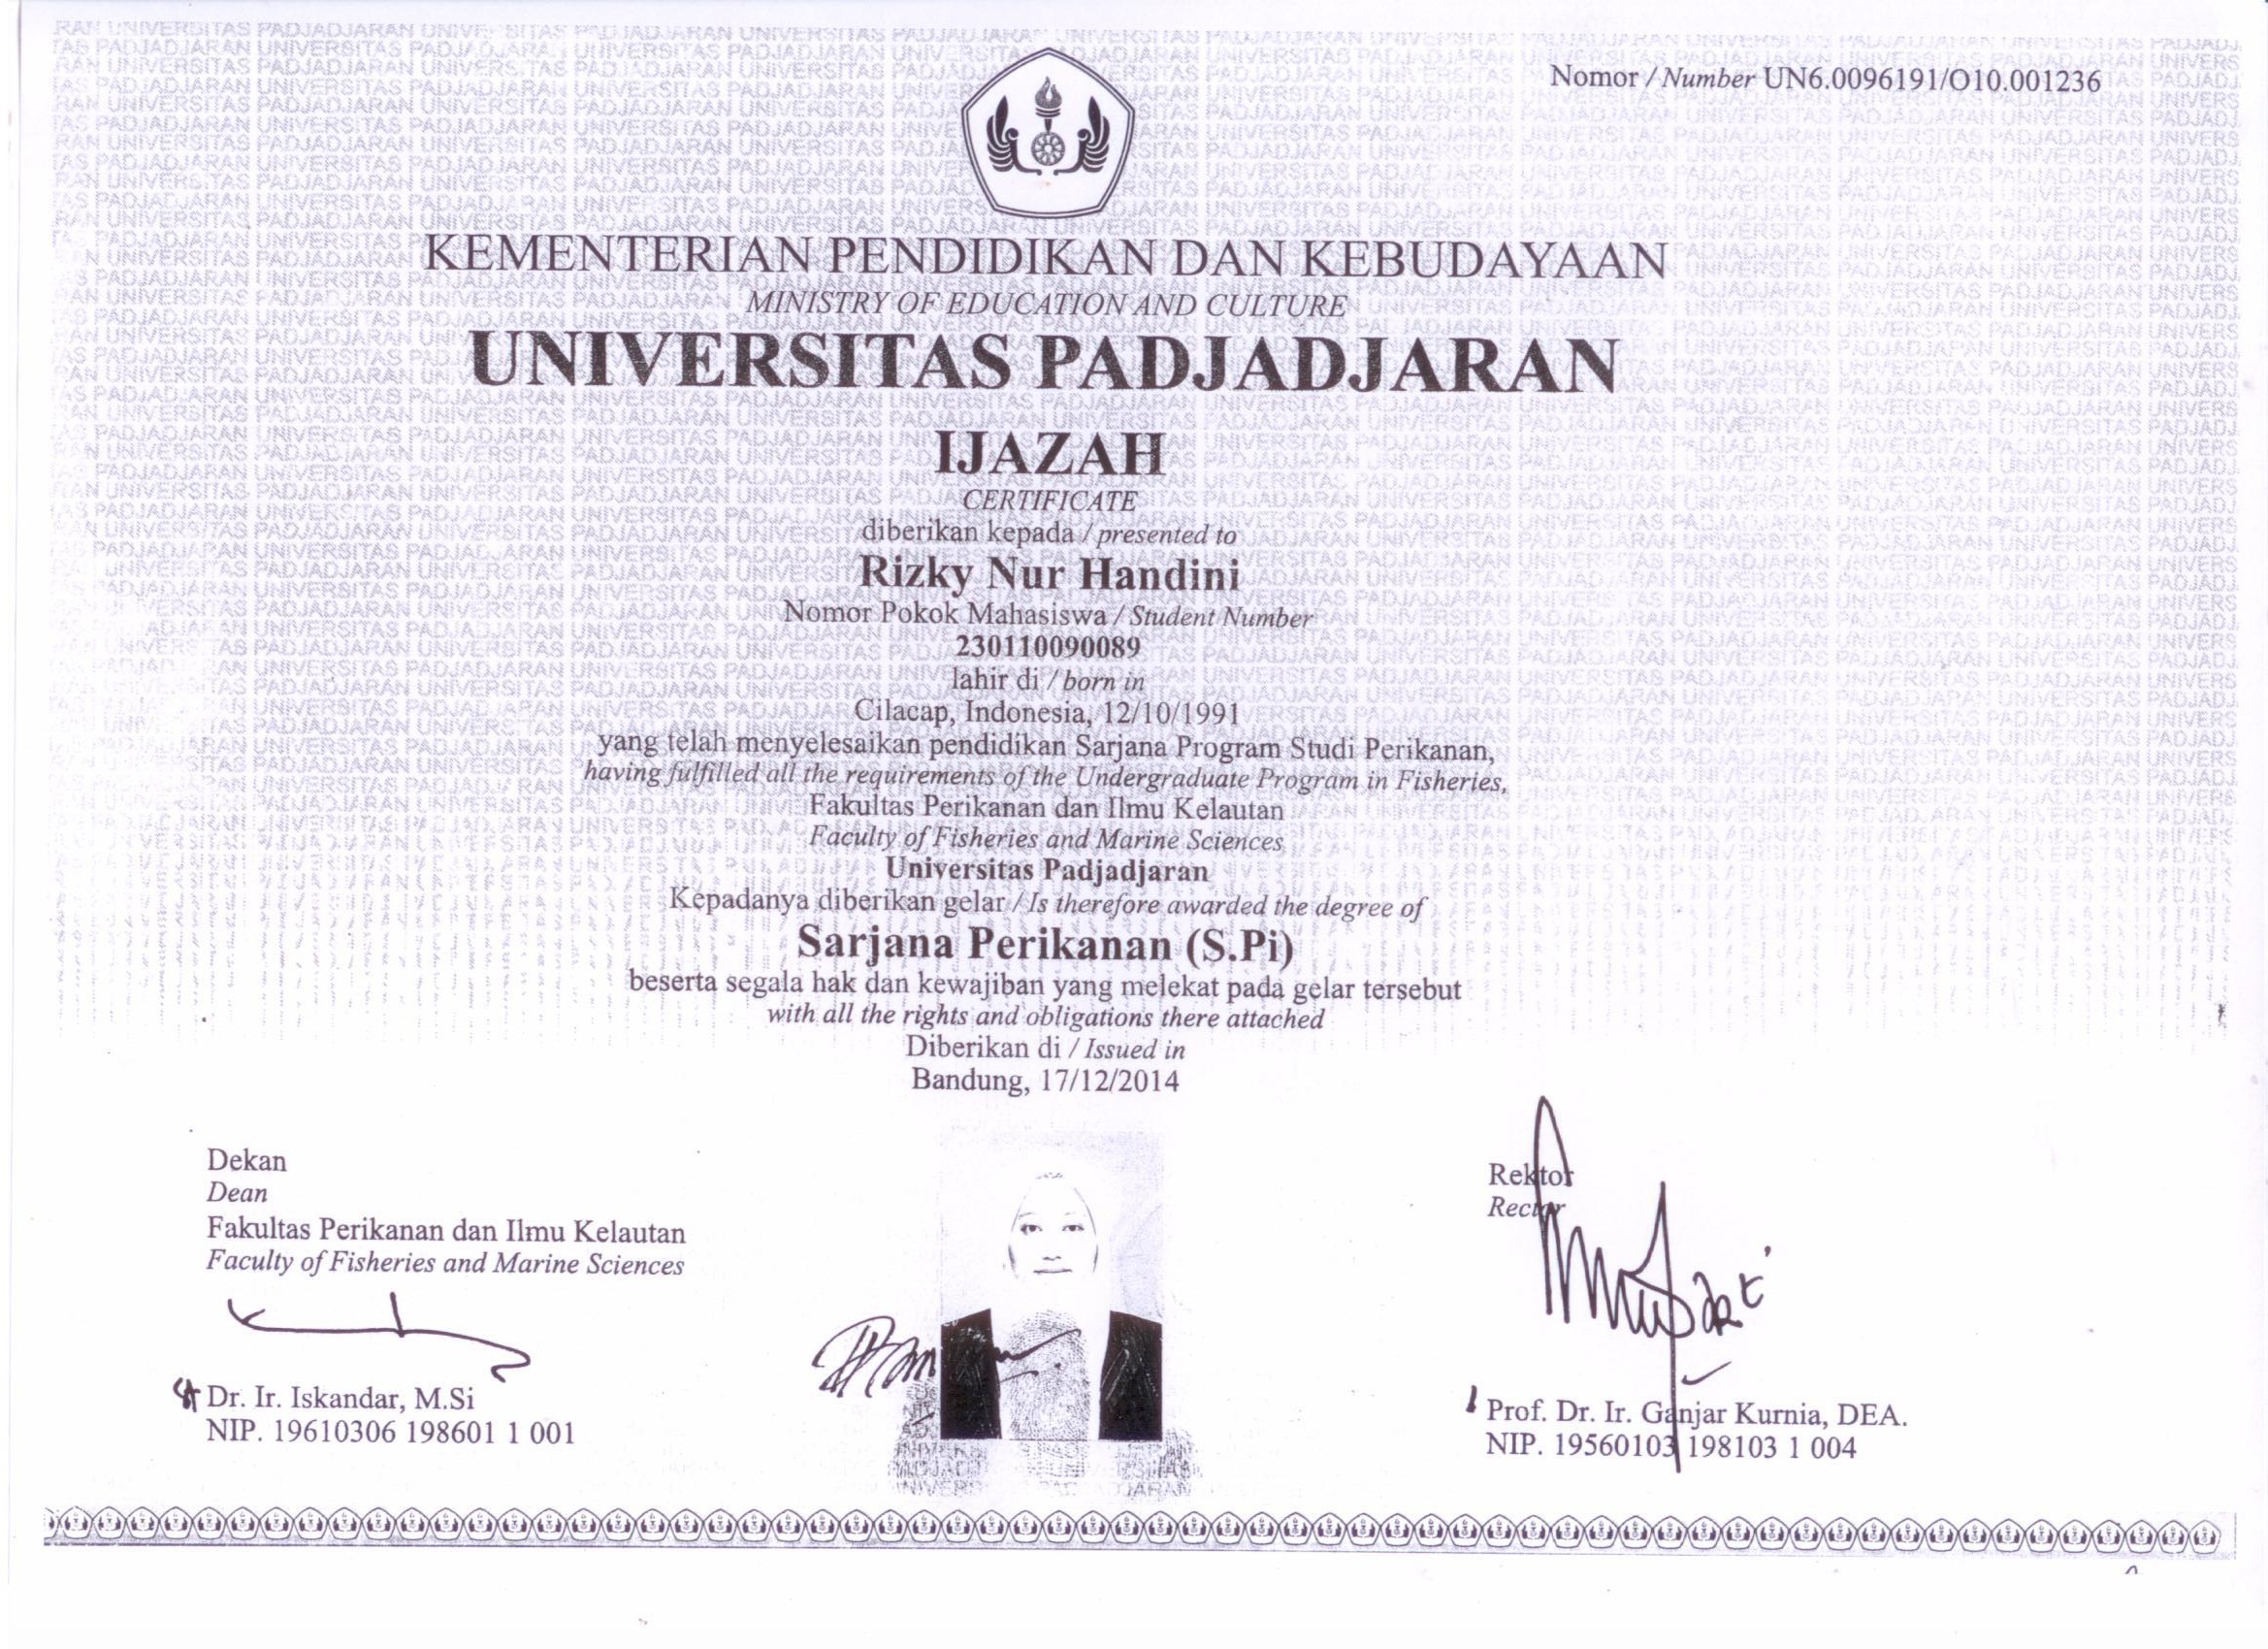 Nomor / Number UN6.0096191/O10.001236
KEMENTERIAN PENDIDIKAN DAN KEBUDAYAAN
MINISTRY OF EDUCATION AND CULTURE
UNIVERSITAS PADJADJARAN
IJAZAH
CERTIFICATE
diberikan kepada / presented to
Rizky Nur Handini
Nomor Pokok Mahasiswa / Student Number
230110090089
lahir di / born in
Cilacap, Indonesia, 12/10/1991
yang telah menyelesaikan pendidikan Sarjana Program Studi Perikanan,
having fulfilled all the requirements of the Undergraduate Program in Fisheries,
Fakultas Perikanan dan Ilmu Kelautan
Faculty of Fisheries and Marine Sciences
Universitas Padjadjaran
Kepadanya diberikan gelar / Is therefore awarded the degree of
Sarjana Perikanan (S.Pi)
beserta segala hak dan kewajiban yang melekat pada gelar tersebut
with all the rights and obligations there attached
Diberikan di / Issued in
Bandung, 17/12/2014
Dekan
Dean
Fakultas Perikanan dan Ilmu Kelautan
Faculty of Fisheries and Marine Sciences
Dr. Ir. Iskandar, M.Si
NIP. 19610306 198601 1 001
Rektor
Rector
Prof. Dr. Ir. Ganjar Kurnia, DEA.
NIP. 19560103 198103 1 004